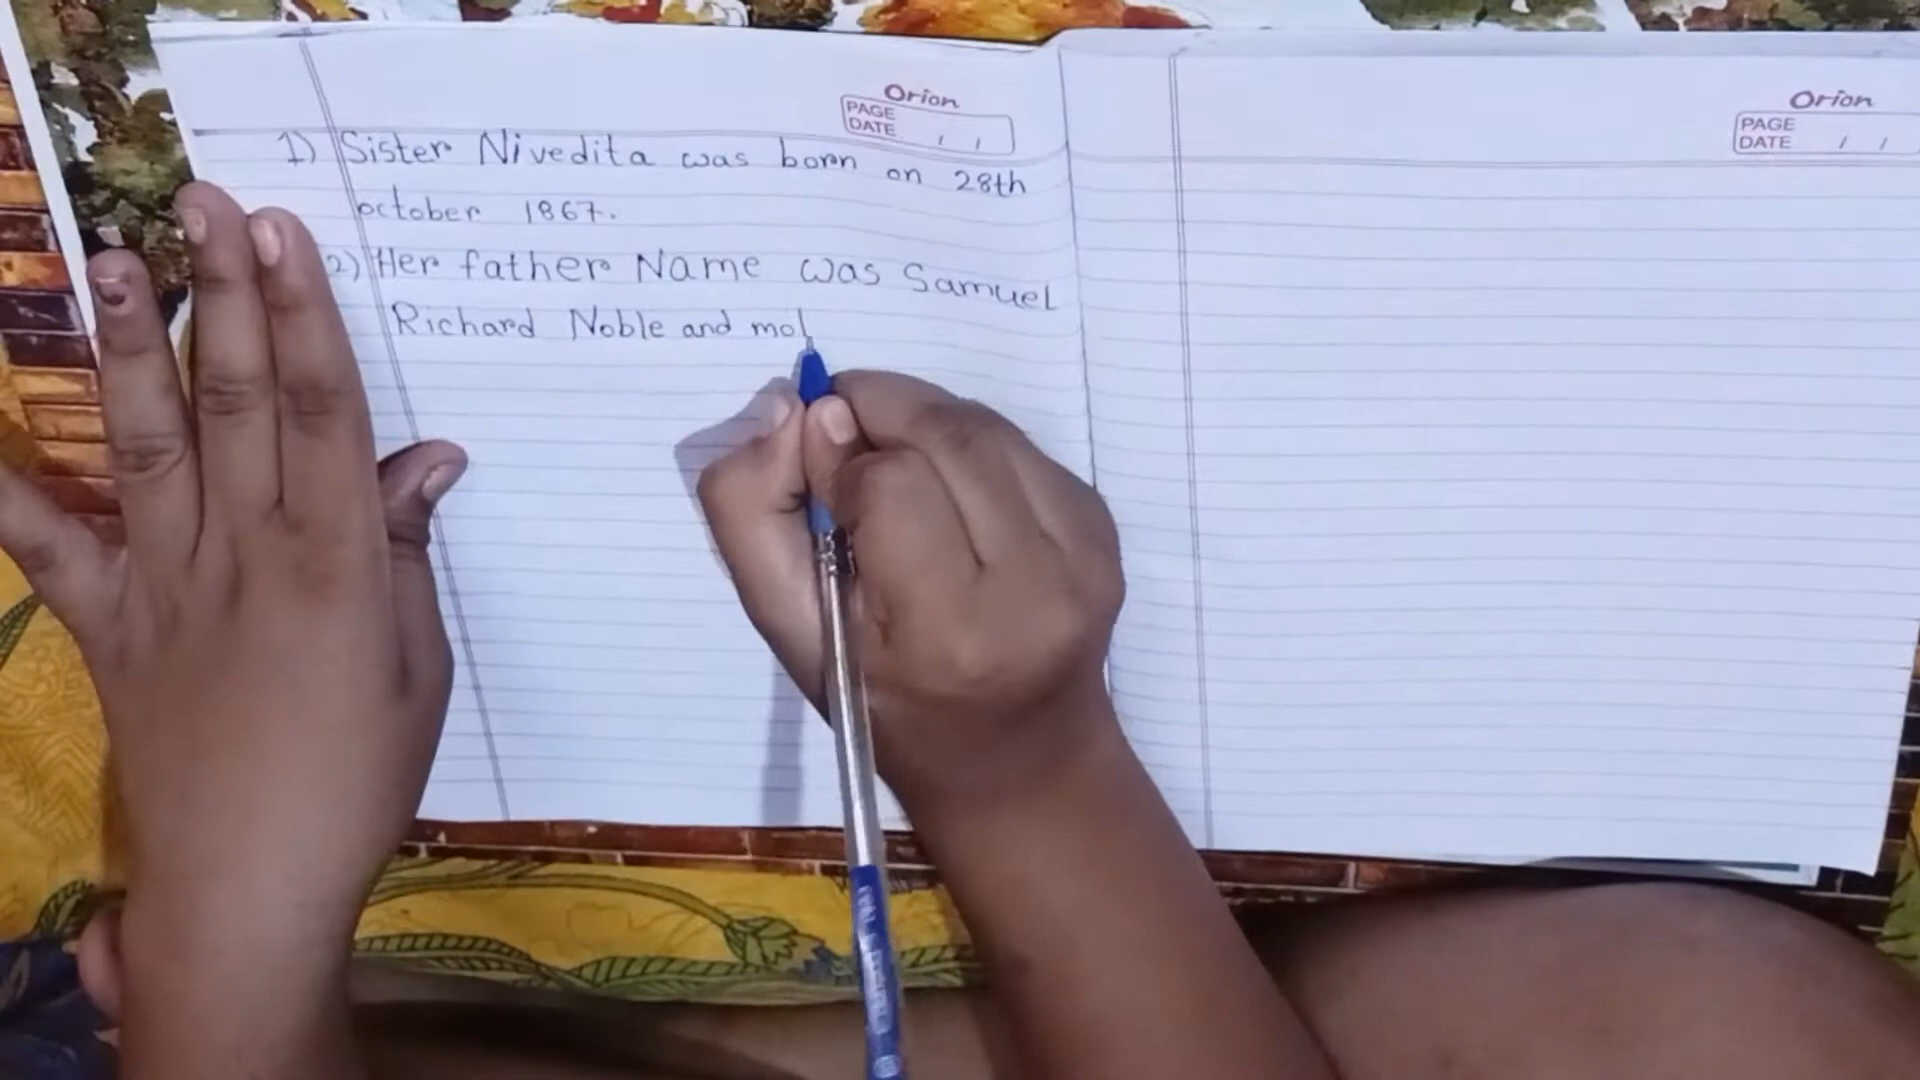 Orion
PAGE
DATE / /
1) Sister Nivedita was born on 28th
october 1867.
2) Her father Name was Samuel
Richard Noble and mot
Orion
PAGE
DATE / /